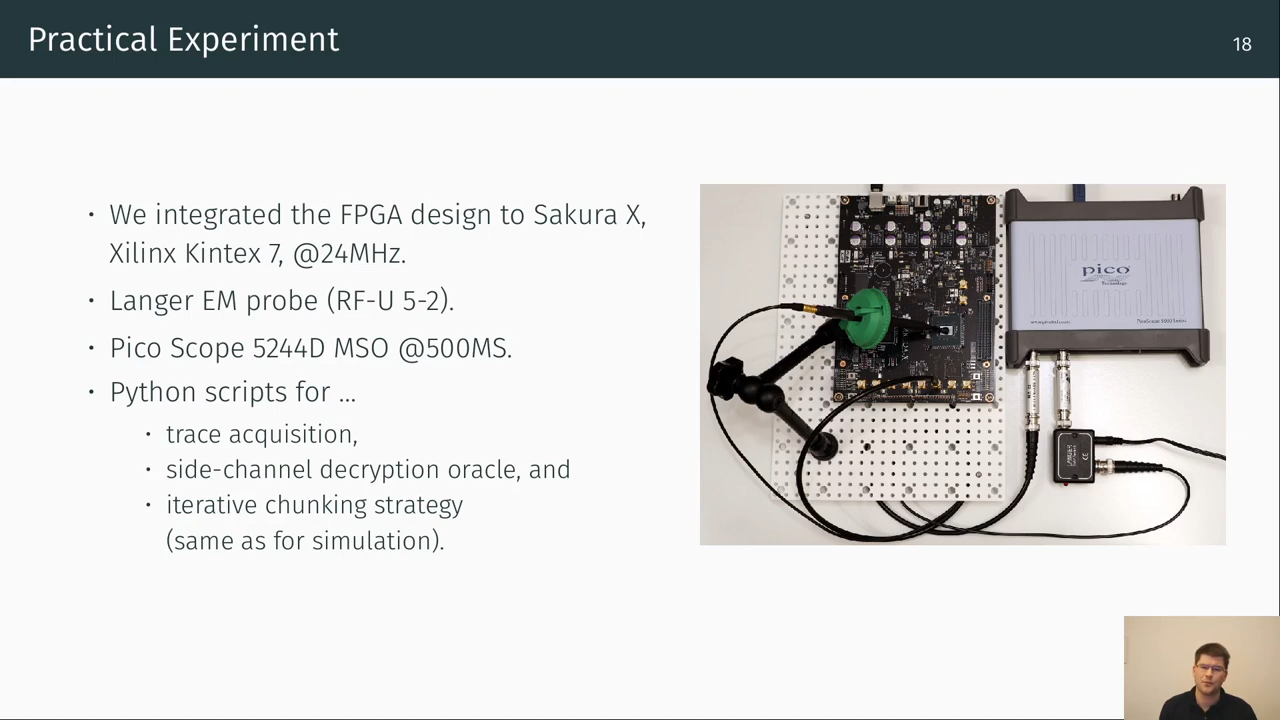 Practical Experiment
18
• We integrated the FPGA design to Sakura X,
Xilinx Kintex 7, @24MHz.
• Langer EM probe (RF-U 5-2).
• Pico Scope 5244D MSO @500MS.
• Python scripts for ...
• trace acquisition,
• side-channel decryption oracle, and
• iterative chunking strategy
(same as for simulation).
pico
Technology